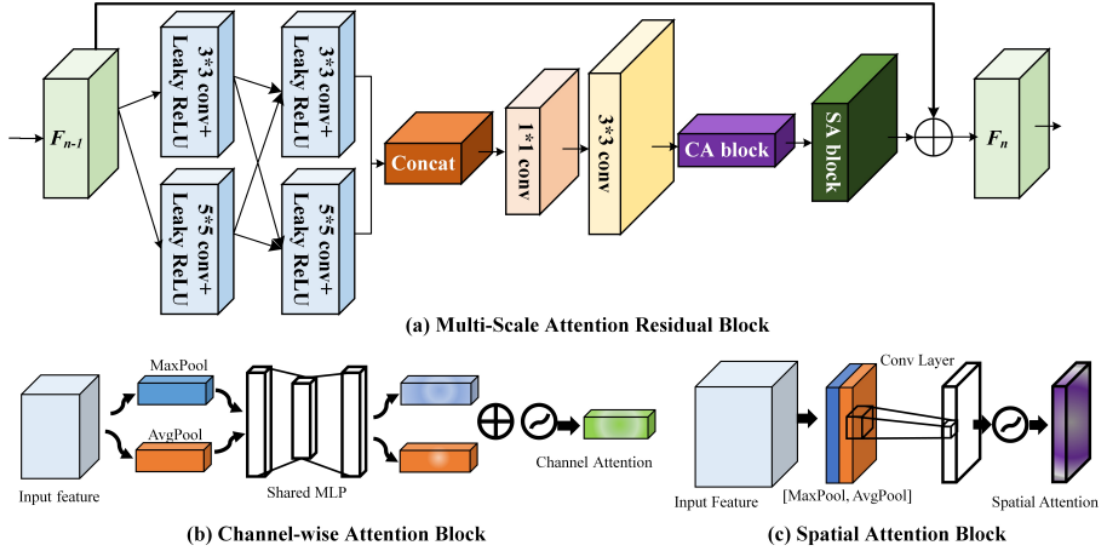 F_{n-1}
3*3 conv+
Leaky ReLU
3*3 conv+
Leaky ReLU
5*5 conv+
Leaky ReLU
5*5 conv+
Leaky ReLU
Concat
1*1 conv
3*3 conv
CA block
SA block
F_n
(a) Multi-Scale Attention Residual Block
MaxPool
AvgPool
Input feature
Shared MLP
Channel Attention
(b) Channel-wise Attention Block
Conv Layer
Input Feature
[MaxPool, AvgPool]
Spatial Attention
(c) Spatial Attention Block